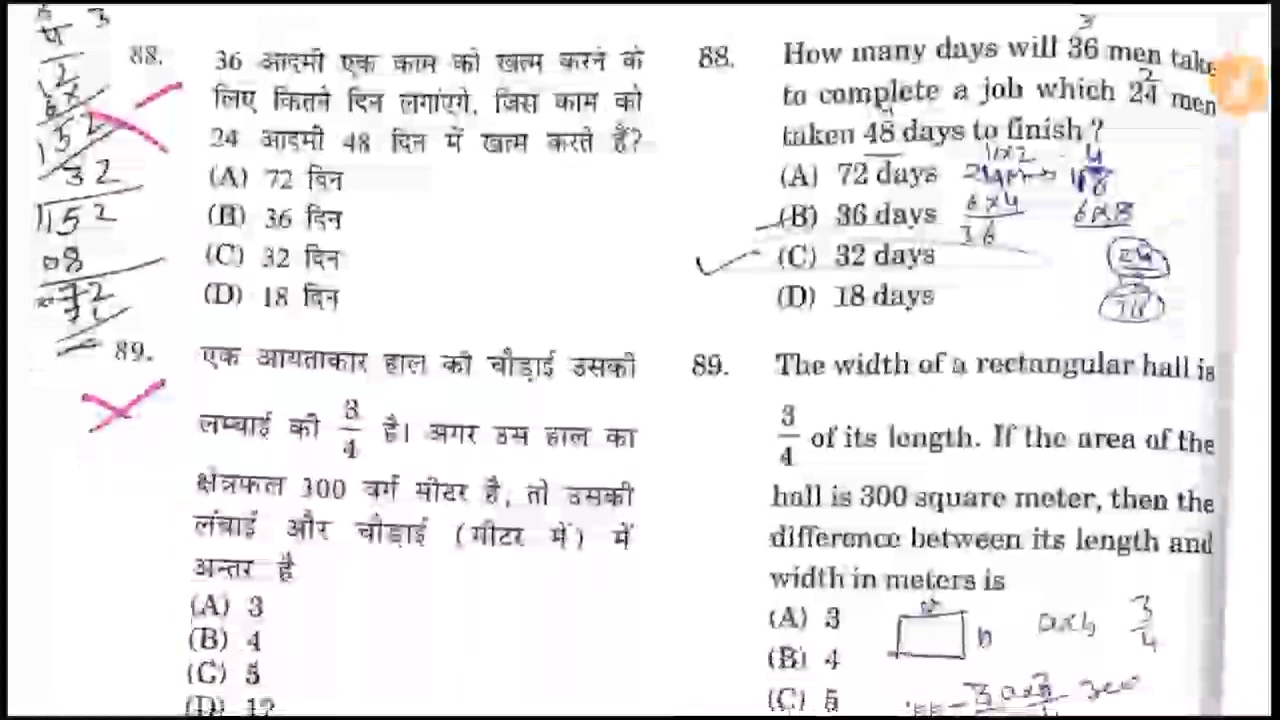 88.
36 आदमी एक काम को खत्म करने के
लिए कितने दिन लगाएंगे, जिस काम को
24 आदमी 48 दिन में खत्म करते हैं?
(A) 72 दिन
(B) 36 दिन
(C) 32 दिन
(D) 18 दिन
89.
एक आयताकार हाल की चौड़ाई उसकी
लम्बाई की 3/4 है। अगर उस हाल का
क्षेत्रफल 300 वर्ग मीटर है, तो उसकी
लंबाई और चौड़ाई (मीटर में) में
अन्तर है
(A) 3
(B) 4
(C) 5
(D) 12
88.
How many days will 36 men take
to complete a job which 24 men
taken 48 days to finish?
(A) 72 days
(B) 36 days
(C) 32 days
(D) 18 days
89.
The width of a rectangular hall is
3/4 of its length. If the area of the
hall is 300 square meter, then the
difference between its length and
width in meters is
(A) 3
(B) 4
(C) 5